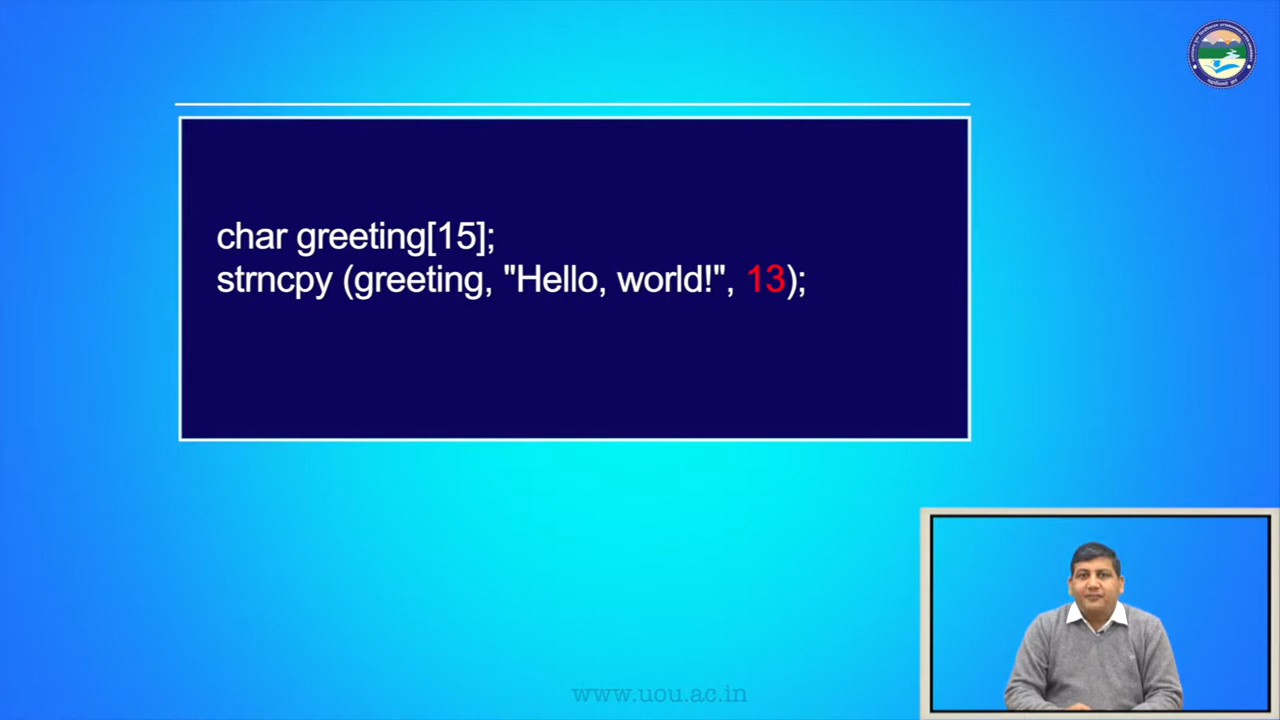 char greeting[15];
strncpy (greeting, "Hello, world!", 13);
www.uou.ac.in